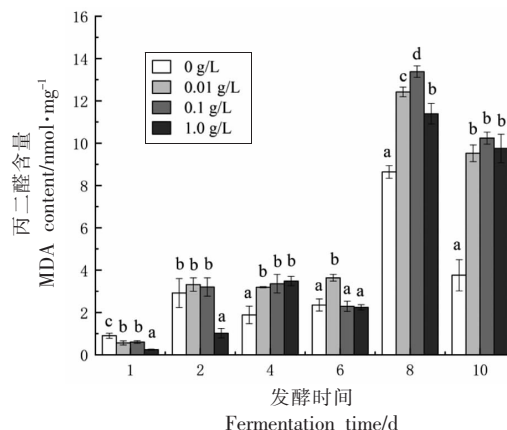 16
14
12
10
8
6
4
2
0
丙二醛含量
MDA content/nmol·mg⁻¹
0 g/L
0.01 g/L
0.1 g/L
1.0 g/L
c b b a
b b b a
a b b b
a b a a
a c d b
a b b b
1 2 4 6 8 10
发酵时间
Fermentation time/d